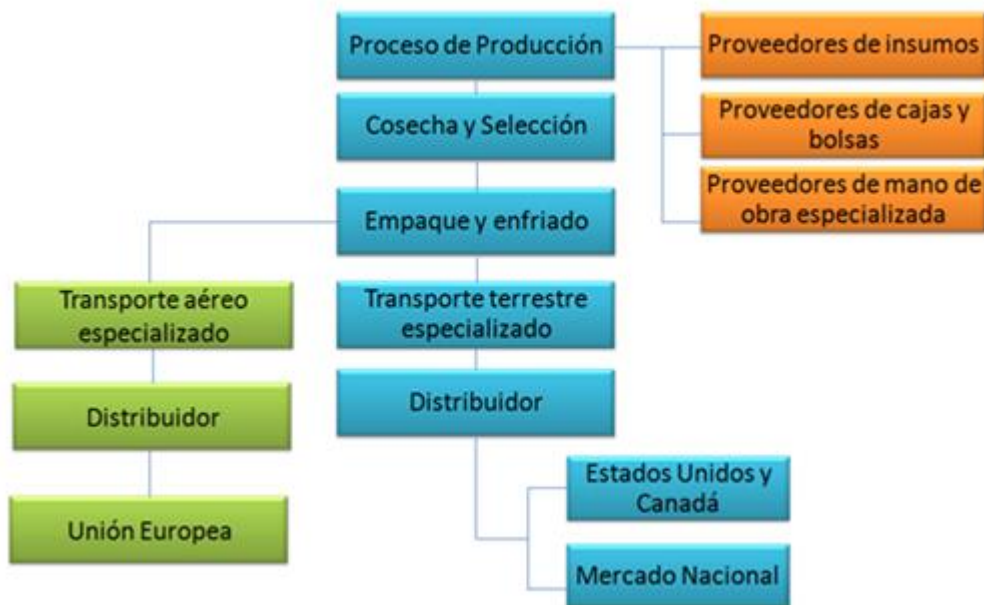 Proceso de Producción
Proveedores de insumos
Cosecha y Selección
Proveedores de cajas y
bolsas
Proveedores de mano de
obra especializada
Empaque y enfriado
Transporte aéreo
especializado
Transporte terrestre
especializado
Distribuidor
Distribuidor
Estados Unidos y
Canadá
Unión Europea
Mercado Nacional